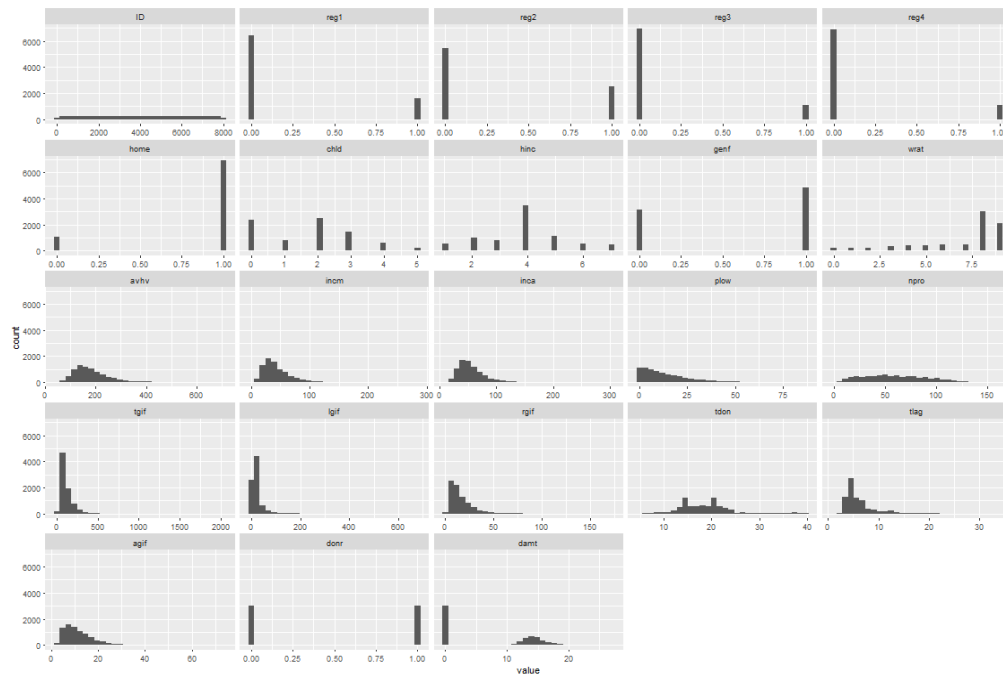 ID reg1 reg2 reg3 reg4
6000
4000
2000
0
0 2000 4000 6000 8000 0.00 0.25 0.50 0.75 1.00 0.00 0.25 0.50 0.75 1.00 0.00 0.25 0.50 0.75 1.00 0.00 0.25 0.50 0.75 1.0
home chld hinc genf wrat
6000
4000
2000
0
0.00 0.25 0.50 0.75 1.00 0 1 2 3 4 5 2 4 6 0.00 0.25 0.50 0.75 1.00 0.0 2.5 5.0 7.5
avhv incm inca plow npro
6000
4000
2000
0
200 400 600 0 100 200 300 0 100 200 300 0 25 50 75 0 50 100 150
count
tgif lgif rgif tdon tlag
6000
4000
2000
0
0 500 1000 1500 2000 0 200 400 600 0 50 100 150 10 20 30 40 0 10 20 30
agif donr damt
6000
4000
2000
0
0 20 40 60 0.00 0.25 0.50 0.75 1.00 0 10 20
value